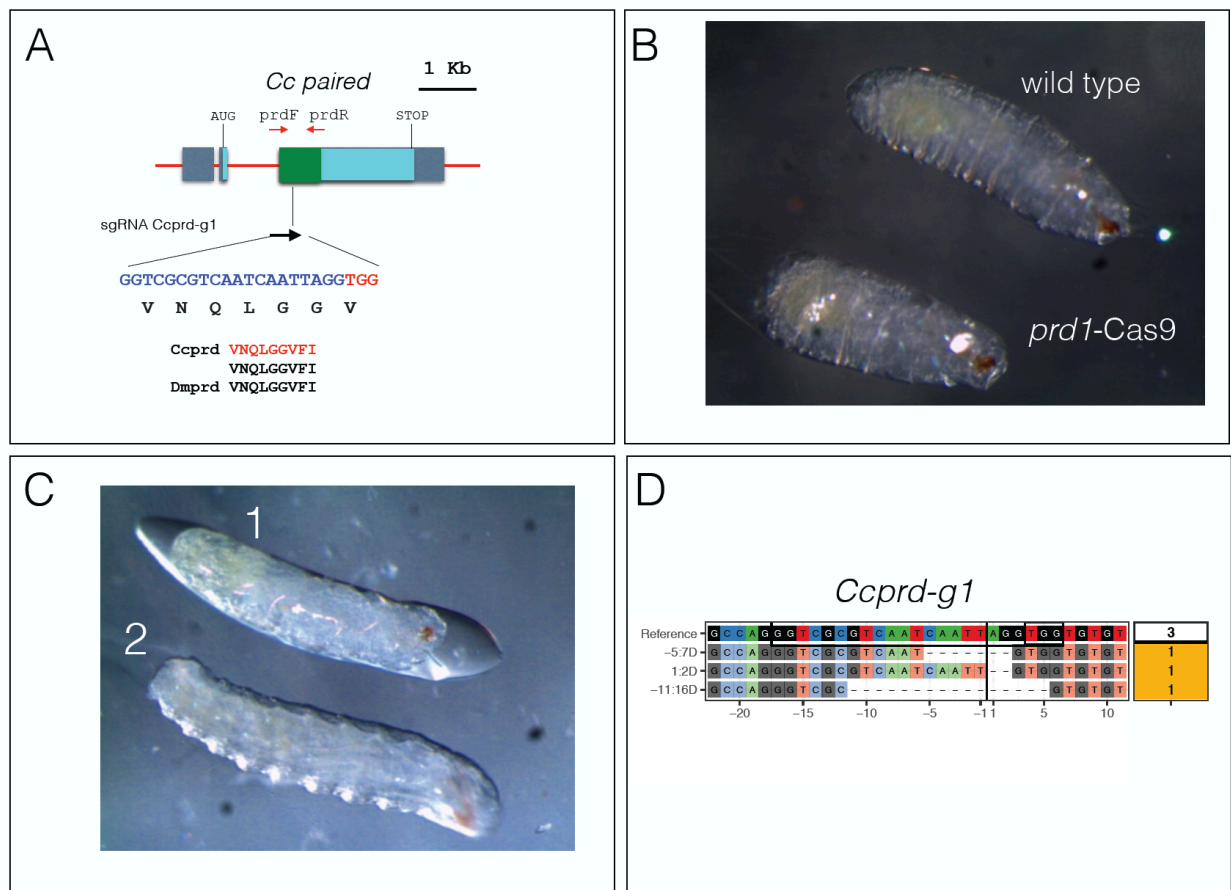 A
Cc paired
1 Kb
AUG
prdF
prdR
STOP
sgRNA Ccprd-g1
GGTCGCGTCAATCAATTAGGTGG
V N Q L G G V
Ccprd VNQLGGVFI
VNQLGGVFI
Dmprd VNQLGGVFI
B
wild type
prd1-Cas9
C
1
2
D
Ccprd-g1
Reference G C C A G G G T C G C G T C A A T C A A T T A G G T G G T G T G T 3
−5:7D G C C A G G G T C G C G T C A A T - - - - - - - G T G G T G T G T 1
1:2D G C C A G G G T C G C G T C A A T C A A T T - - G T G G T G T G T 1
−11:16D G C C A G G G T C G C - - - - - - - - - - - - - - - - G T G T G T 1
−20 −15 −10 −5 −1 1 5 10